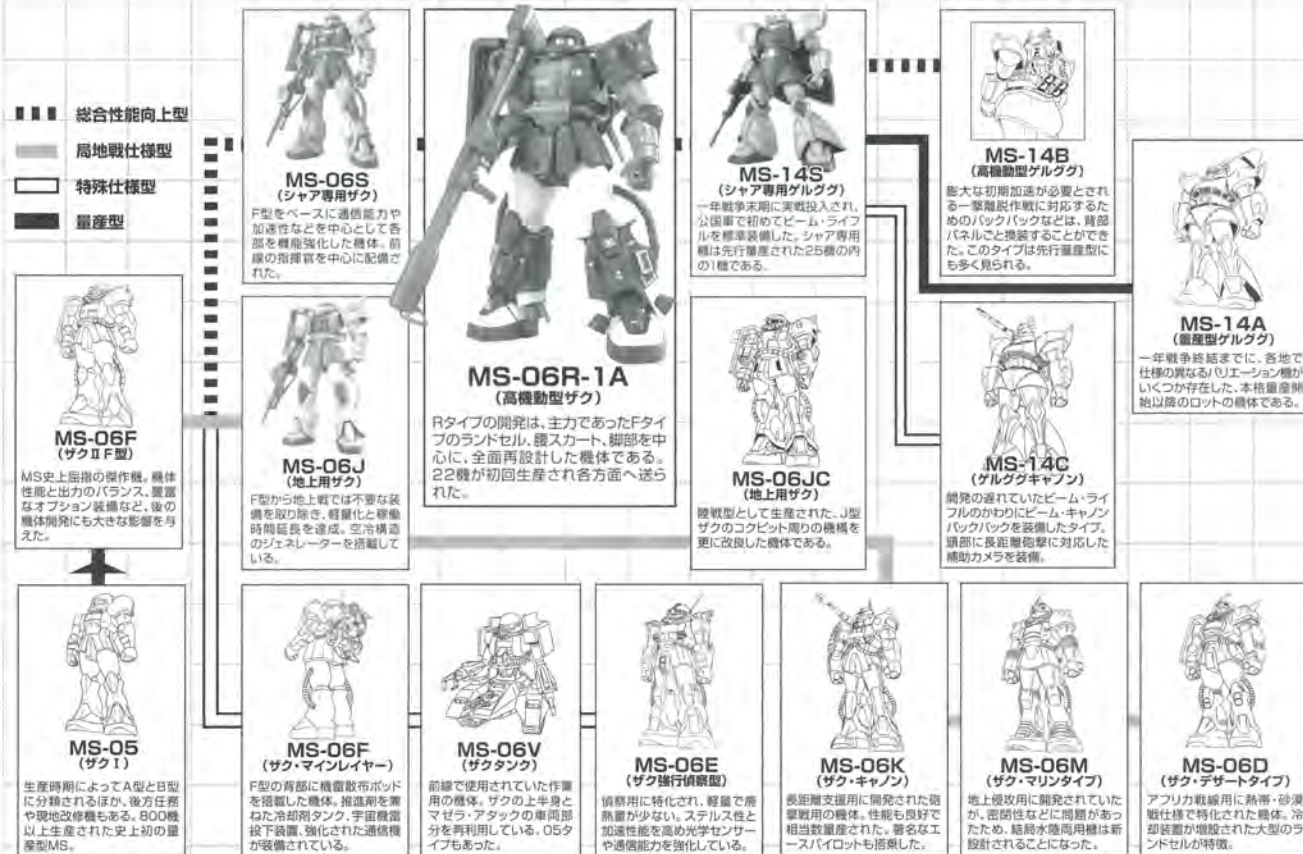 総合性能向上型
局地戦仕様型
特殊仕様型
量産型
MS-06S
(シャア専用ザク)
F型をベースに通信能力や
加速性などを中心として各
部を機能強化した機体。前
線の指揮官を中心に配備さ
れた。
MS-06R-1A
(高機動型ザク)
Rタイプの開発は、主力であったFタイ
プのランドセル、腰スカート、脚部を中
心に、全面再設計した機体である。
22機が初回生産され各方面へ送ら
れた。
MS-14S
(シャア専用ゲルググ)
一年戦争末期に実戦投入され、
公国軍で初めてビーム・ライフ
ルを標準装備した。シャア専用
機は先行量産された25機の内
の1機である。
MS-14B
(高機動型ゲルググ)
膨大な初期加速が必要とされ
る一撃離脱作戦に対応するた
めのバックパックなどは、背部
パネルごと換装することができ
た。このタイプは先行量産型に
も多く見られる。
MS-14A
(量産型ゲルググ)
一年戦争終結までに、各地で
仕様の異なるバリエーション機が
いくつか存在した、本格量産開
始以降のロットの機体である。
MS-06F
(ザクⅡF型)
MS史上屈指の傑作機。機体
性能と出力のバランス、豊富
なオプション装備など、後の
機体開発にも大きな影響を与
えた。
MS-06J
(地上用ザク)
F型から地上戦では不要な装
備を取り除き、軽量化と稼働
時間延長を達成。空冷構造
のジェネレーターを搭載して
いる。
MS-06JC
(地上用ザク)
陸戦型として生産された、J型
ザクのコクピット周りの機構を
更に改良した機体である。
MS-14C
(ゲルググキャノン)
開発の遅れていたビーム・ライ
フルのかわりにビーム・キャノン
バックパックを装備したタイプ。
頭部に長距離砲撃に対応した
補助カメラを装備。
MS-05
(ザクⅠ)
生産時期によってA型とB型
に分類されるほか、後方任務
や現地改修機もある。800機
以上生産された史上初の量
産型MS。
MS-06F
(ザク・マインレイヤー)
F型の背部に機雷散布ポッド
を搭載した機体。推進剤を兼
ねた冷却剤タンク、宇宙機雷
投下装置、強化された通信機
が装備されている。
MS-06V
(ザクタンク)
前線で使用されていた作業
用の機体。ザクの上半身と
マゼラ・アタックの車両部
分を再利用している。05タ
イプもあった。
MS-06E
(ザク強行偵察型)
偵察用に特化され、軽量で廃
熱量が少ない。ステルス性と
加速性能を高め光学センサー
や通信能力を強化している。
MS-06K
(ザク・キャノン)
長距離支援用に開発された砲
撃戦用の機体。性能も良好で
相当数量産された。著名なエ
ースパイロットも搭乗した。
MS-06M
(ザク・マリンタイプ)
地上侵攻用に開発されていた
が、密閉性などに問題があっ
たため、結局水陸両用機は新
設計されることになった。
MS-06D
(ザク・デザートタイプ)
アフリカ戦線用に熱帯・砂漠
戦仕様で特化された機体。冷
却装置が増設された大型のラ
ンドセルが特徴。